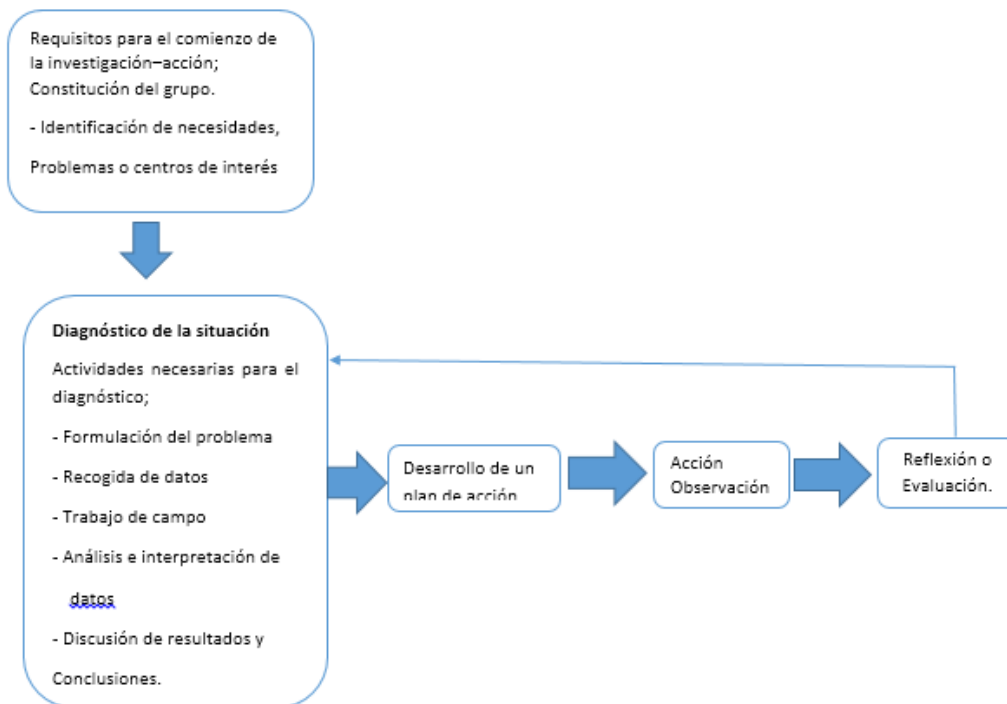 Requisitos para el comienzo de
la investigación–acción;
Constitución del grupo.
- Identificación de necesidades,
Problemas o centros de interés
Diagnóstico de la situación
Actividades necesarias para el
diagnóstico;
- Formulación del problema
- Recogida de datos
- Trabajo de campo
- Análisis e interpretación de
datos
- Discusión de resultados y
Conclusiones.
Desarrollo de un
plan de acción
Acción
Observación
Reflexión o
Evaluación.